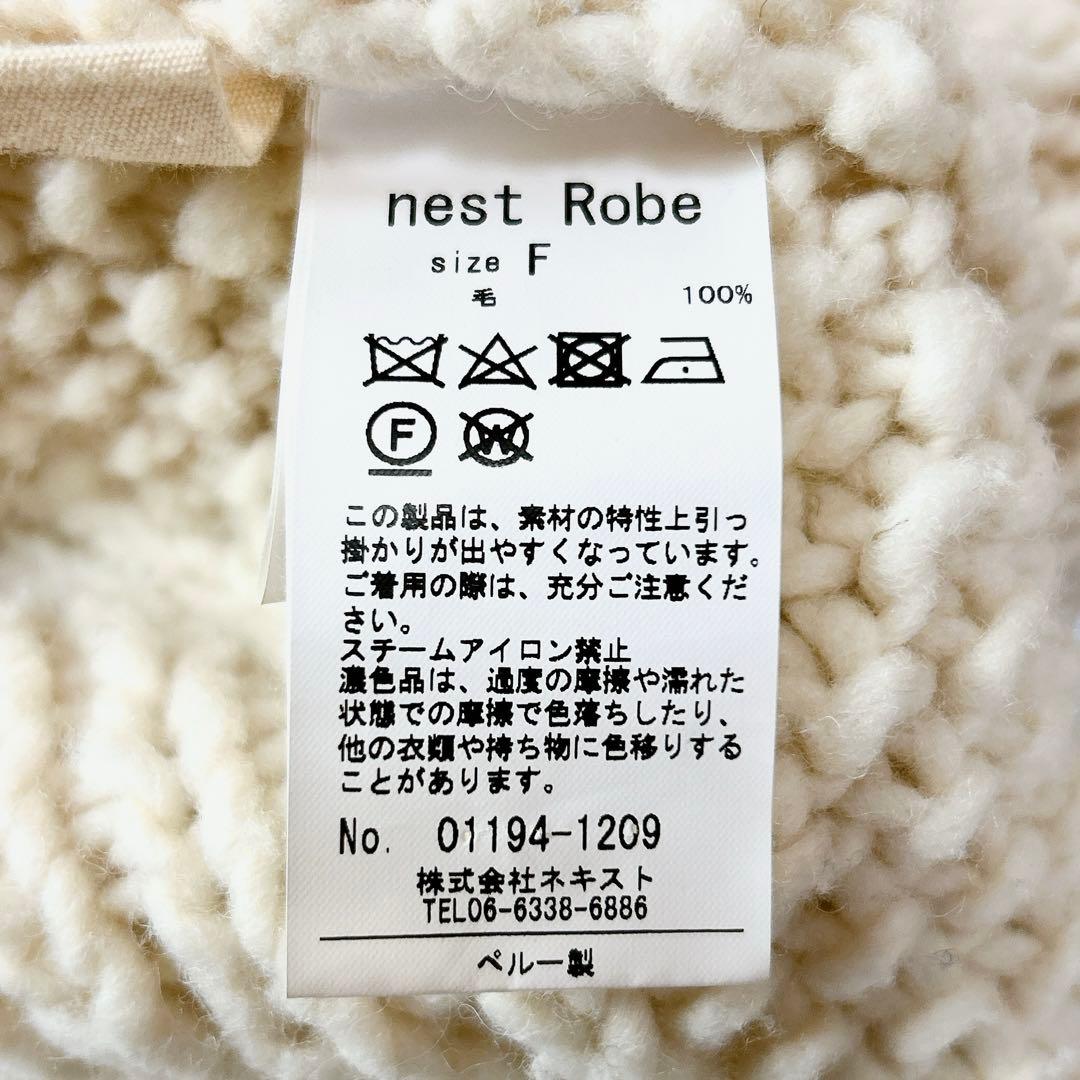 nest Robe
size F
毛 100%
F
W
この製品は、素材の特性上引っ
掛かりが出やすくなっています。
ご着用の際は、充分ご注意くだ
さい。
スチームアイロン禁止
濃色品は、過度の摩擦や濡れた
状態での摩擦で色落ちしたり、
他の衣類や持ち物に色移りする
ことがあります。
No. 01194-1209
株式会社ネキスト
TEL06-6338-6886
ペルー製